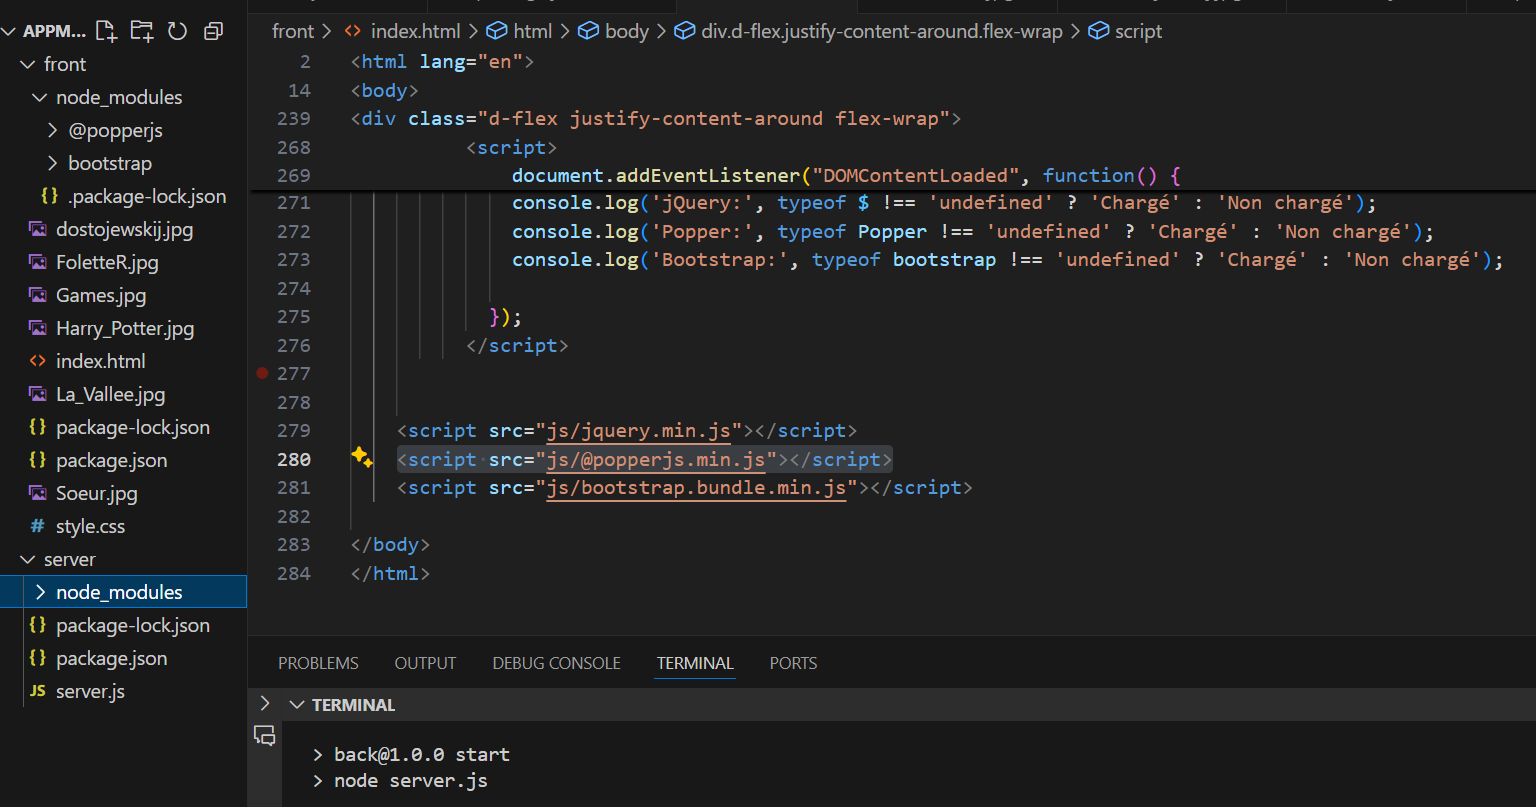 APPM...
front
node_modules
@popperjs
bootstrap
{} .package-lock.json
dostojewskij.jpg
FoletteR.jpg
Games.jpg
Harry_Potter.jpg
<> index.html
La_Vallee.jpg
{} package-lock.json
{} package.json
Soeur.jpg
# style.css
server
node_modules
{} package-lock.json
{} package.json
JS server.js
front > <> index.html > html > body > div.d-flex.justify-content-around.flex-wrap > script
2 <html lang="en">
14 <body>
239 <div class="d-flex justify-content-around flex-wrap">
268 <script>
269 document.addEventListener("DOMContentLoaded", function() {
271 console.log('jQuery:', typeof $ !== 'undefined' ? 'Chargé' : 'Non chargé');
272 console.log('Popper:', typeof Popper !== 'undefined' ? 'Chargé' : 'Non chargé');
273 console.log('Bootstrap:', typeof bootstrap !== 'undefined' ? 'Chargé' : 'Non chargé');
274
275 });
276 </script>
277
278
279 <script src="js/jquery.min.js"></script>
280 <script src="js/@popperjs.min.js"></script>
281 <script src="js/bootstrap.bundle.min.js"></script>
282
283 </body>
284 </html>
PROBLEMS OUTPUT DEBUG CONSOLE TERMINAL PORTS
TERMINAL
> back@1.0.0 start
> node server.js